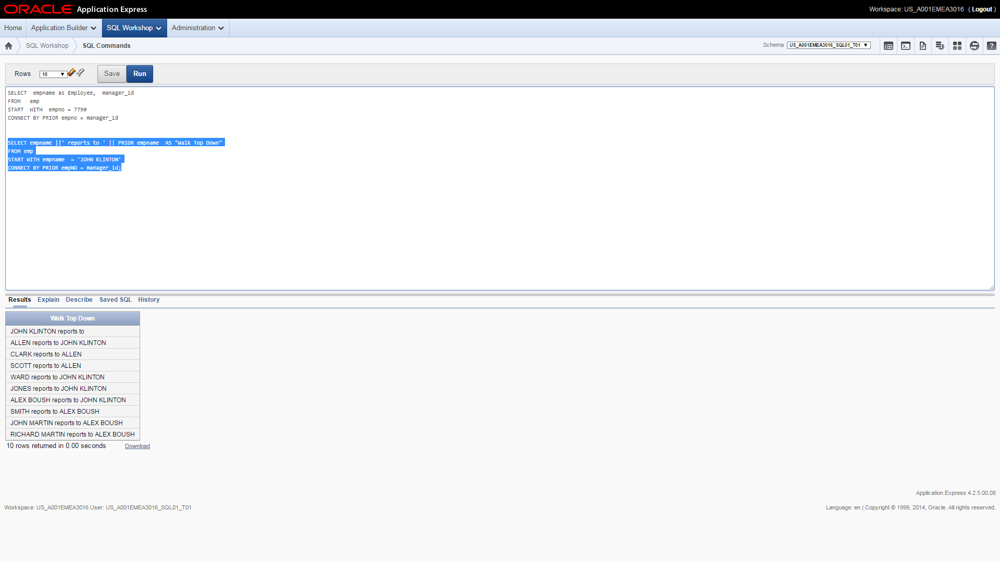 ORACLE Application Express
Workspace: US_A001EMEA3016 ( Logout )
Home Application Builder SQL Workshop Administration
SQL Workshop SQL Commands
Schema US_A001EMEA3016_SQL01_T01
?
Rows 10 Save Run
SELECT empname as Employee, manager_id
FROM emp
START WITH empno = 7790
CONNECT BY PRIOR empno = manager_id
SELECT empname ||' reports to ' || PRIOR empname AS "Walk Top Down"
FROM emp
START WITH empname = 'JOHN KLINTON'
CONNECT BY PRIOR empNO = manager_id;
Results Explain Describe Saved SQL History
Walk Top Down
JOHN KLINTON reports to
ALLEN reports to JOHN KLINTON
CLARK reports to ALLEN
SCOTT reports to ALLEN
WARD reports to JOHN KLINTON
JONES reports to JOHN KLINTON
ALEX BOUSH reports to JOHN KLINTON
SMITH reports to ALEX BOUSH
JOHN MARTIN reports to ALEX BOUSH
RICHARD MARTIN reports to ALEX BOUSH
10 rows returned in 0.00 seconds Download
Application Express 4.2.5.00.08
Workspace: US_A001EMEA3016 User: US_A001EMEA3016_SQL01_T01
Language: en | Copyright © 1999, 2014, Oracle. All rights reserved.